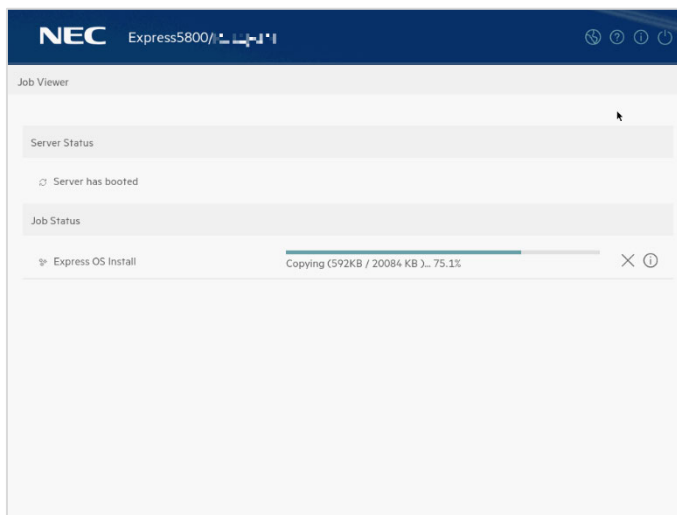 NEC Express5800/
Job Viewer
Server Status
Server has booted
Job Status
Express OS Install
Copying (592KB / 20084 KB )... 75.1%